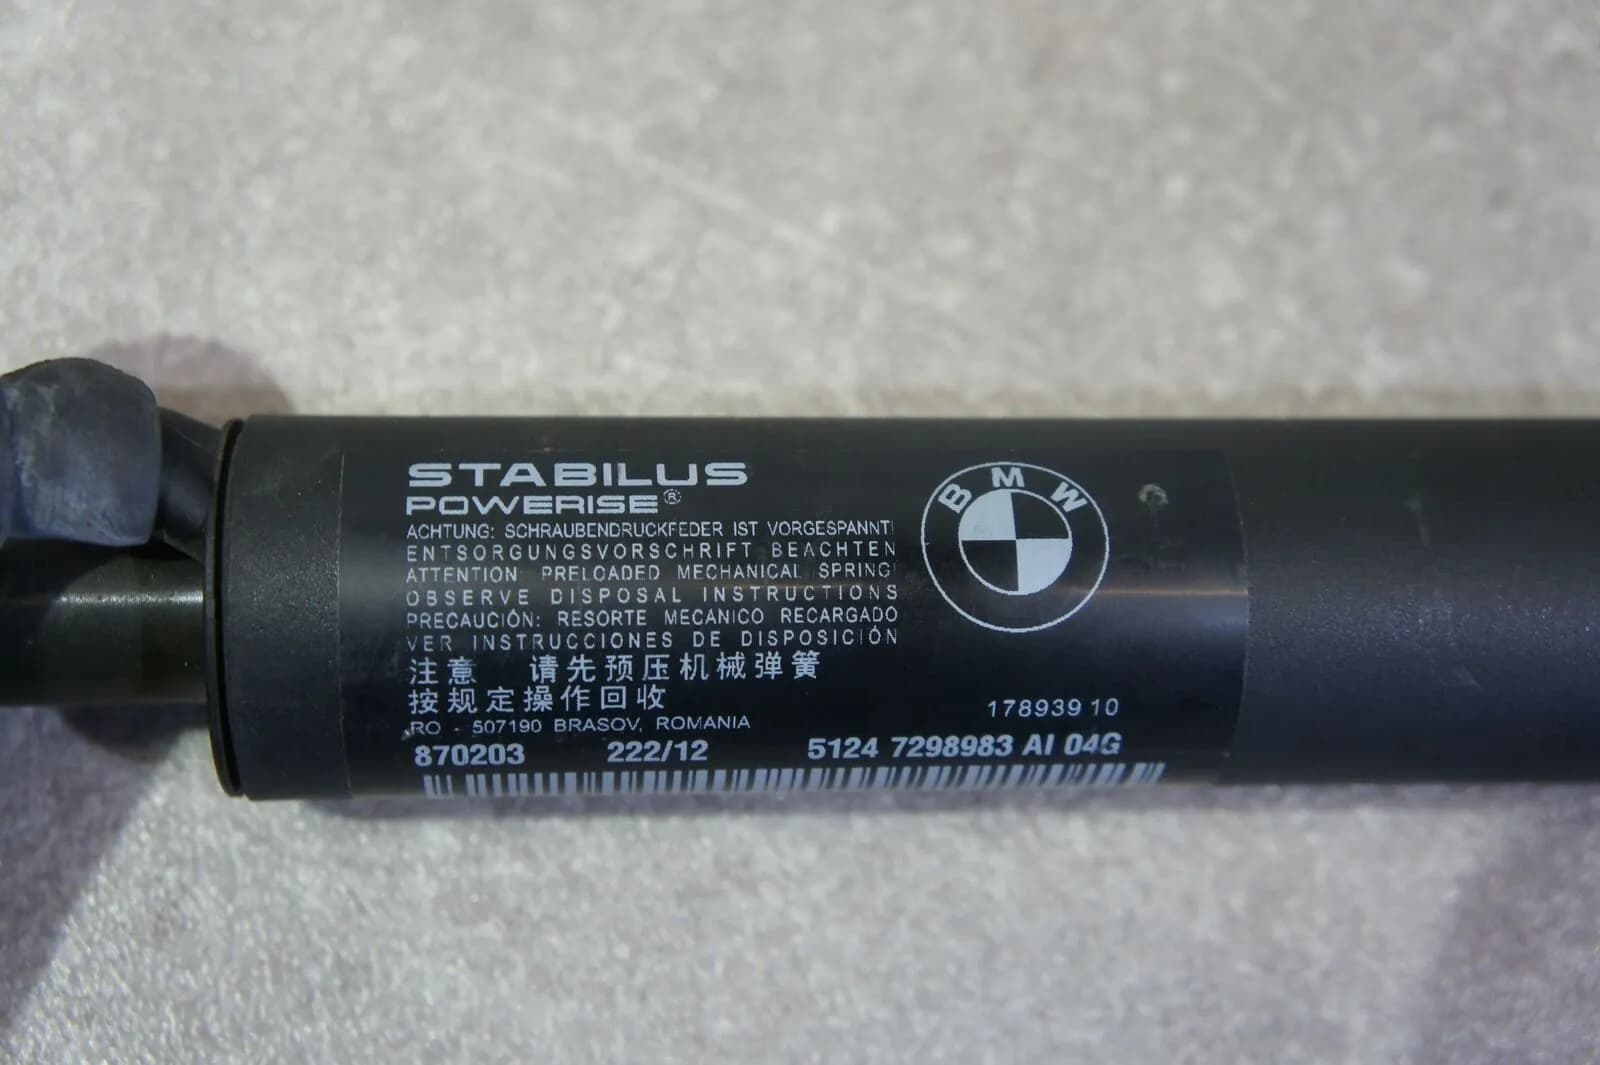 STABILUS
POWERISE®
ACHTUNG: SCHRAUBENDRUCKFEDER IST VORGESPANNT!
ENTSORGUNGSVORSCHRIFT BEACHTEN
ATTENTION PRELOADED MECHANICAL SPRING!
OBSERVE DISPOSAL INSTRUCTIONS
PRECAUCIÓN: RESORTE MECANICO RECARGADO
VER INSTRUCCIONES DE DISPOSICIÓN
注意 请先预压机械弹簧
按规定操作回收
RO - 507190 BRASOV, ROMANIA
870203 222/12
BMW
178939 10
5124 7298983 AI 04G